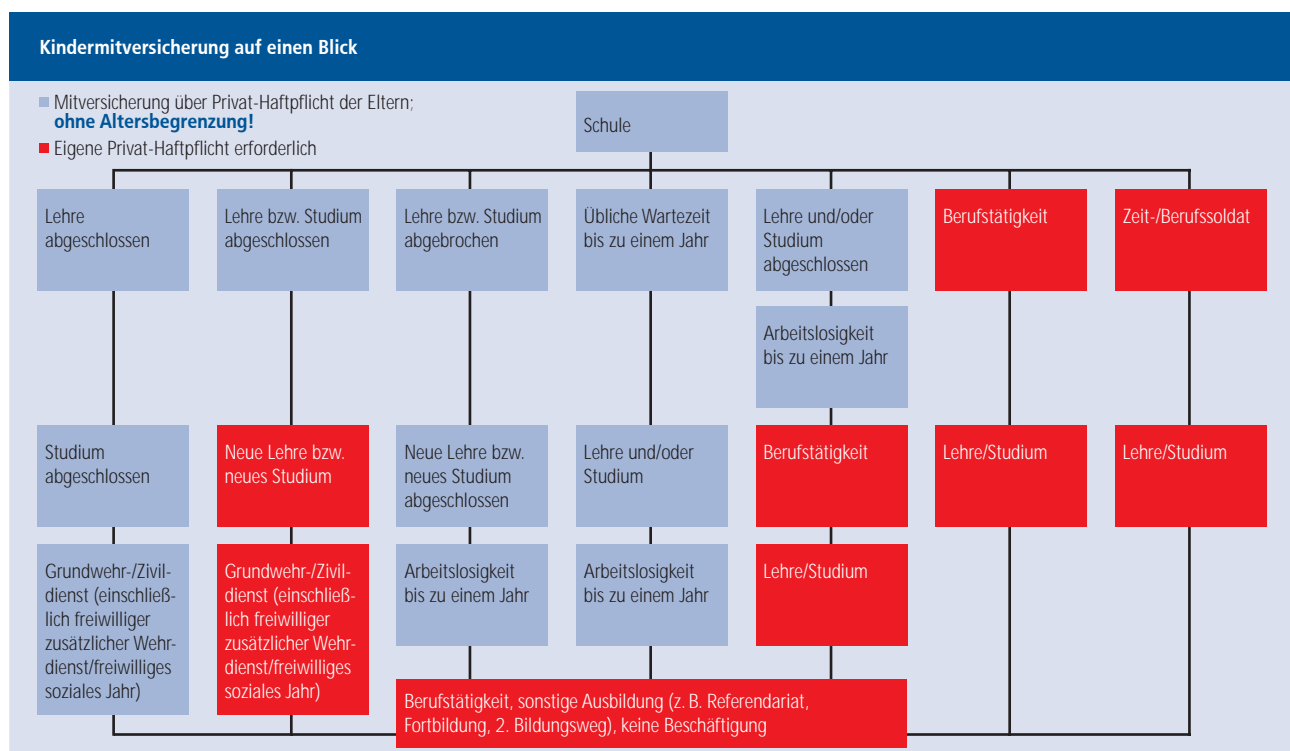 Kindermitversicherung auf einen Blick
Mitversicherung über Privat-Haftpflicht der Eltern;
ohne Altersbegrenzung!
Eigene Privat-Haftpflicht erforderlich
Schule
Lehre
abgeschlossen
Lehre bzw. Studium
abgeschlossen
Lehre bzw. Studium
abgebrochen
Übliche Wartezeit
bis zu einem Jahr
Lehre und/oder
Studium
abgeschlossen
Berufstätigkeit
Zeit-/Berufssoldat
Arbeitslosigkeit
bis zu einem Jahr
Studium
abgeschlossen
Neue Lehre bzw.
neues Studium
Neue Lehre bzw.
neues Studium
abgeschlossen
Lehre und/oder
Studium
Berufstätigkeit
Lehre/Studium
Lehre/Studium
Grundwehr-/Zivil-
dienst (einschließ-
lich freiwilliger
zusätzlicher Wehr-
dienst/freiwilliges
soziales Jahr)
Grundwehr-/Zivil-
dienst (einschließ-
lich freiwilliger
zusätzlicher Wehr-
dienst/freiwilliges
soziales Jahr)
Arbeitslosigkeit
bis zu einem Jahr
Arbeitslosigkeit
bis zu einem Jahr
Lehre/Studium
Berufstätigkeit, sonstige Ausbildung (z. B. Referendariat,
Fortbildung, 2. Bildungsweg), keine Beschäftigung